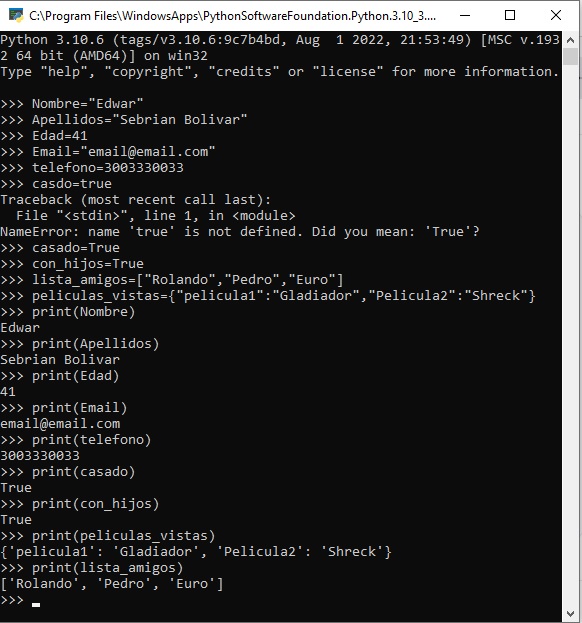 C:\Program Files\WindowsApps\PythonSoftwareFoundation.Python.3.10_3....
Python 3.10.6 (tags/v3.10.6:9c7b4bd, Aug  1 2022, 21:53:49) [MSC v.193
2 64 bit (AMD64)] on win32
Type "help", "copyright", "credits" or "license" for more information.
>>> Nombre="Edwar"
>>> Apellidos="Sebrian Bolivar"
>>> Edad=41
>>> Email="email@email.com"
>>> telefono=3003330033
>>> casdo=true
Traceback (most recent call last):
  File "<stdin>", line 1, in <module>
NameError: name 'true' is not defined. Did you mean: 'True'?
>>> casado=True
>>> con_hijos=True
>>> lista_amigos=["Rolando","Pedro","Euro"]
>>> peliculas_vistas={"pelicula1":"Gladiador","Pelicula2":"Shreck"}
>>> print(Nombre)
Edwar
>>> print(Apellidos)
Sebrian Bolivar
>>> print(Edad)
41
>>> print(Email)
email@email.com
>>> print(telefono)
3003330033
>>> print(casado)
True
>>> print(con_hijos)
True
>>> print(peliculas_vistas)
{'pelicula1': 'Gladiador', 'Pelicula2': 'Shreck'}
>>> print(lista_amigos)
['Rolando', 'Pedro', 'Euro']
>>>